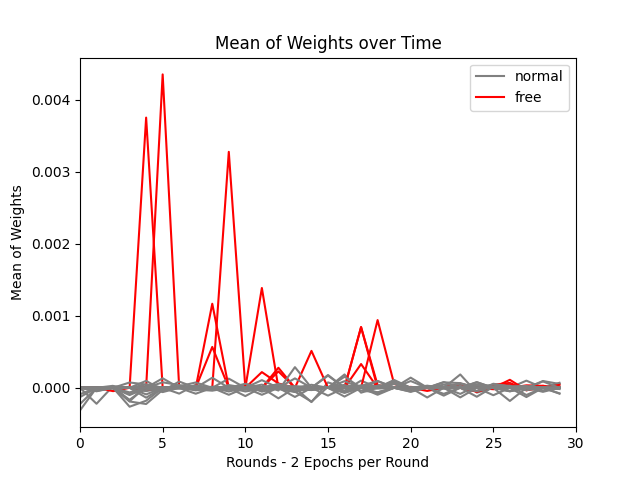 Mean of Weights over Time
normal
free
Mean of Weights
0.004
0.003
0.002
0.001
0.000
0 5 10 15 20 25 30
Rounds - 2 Epochs per Round